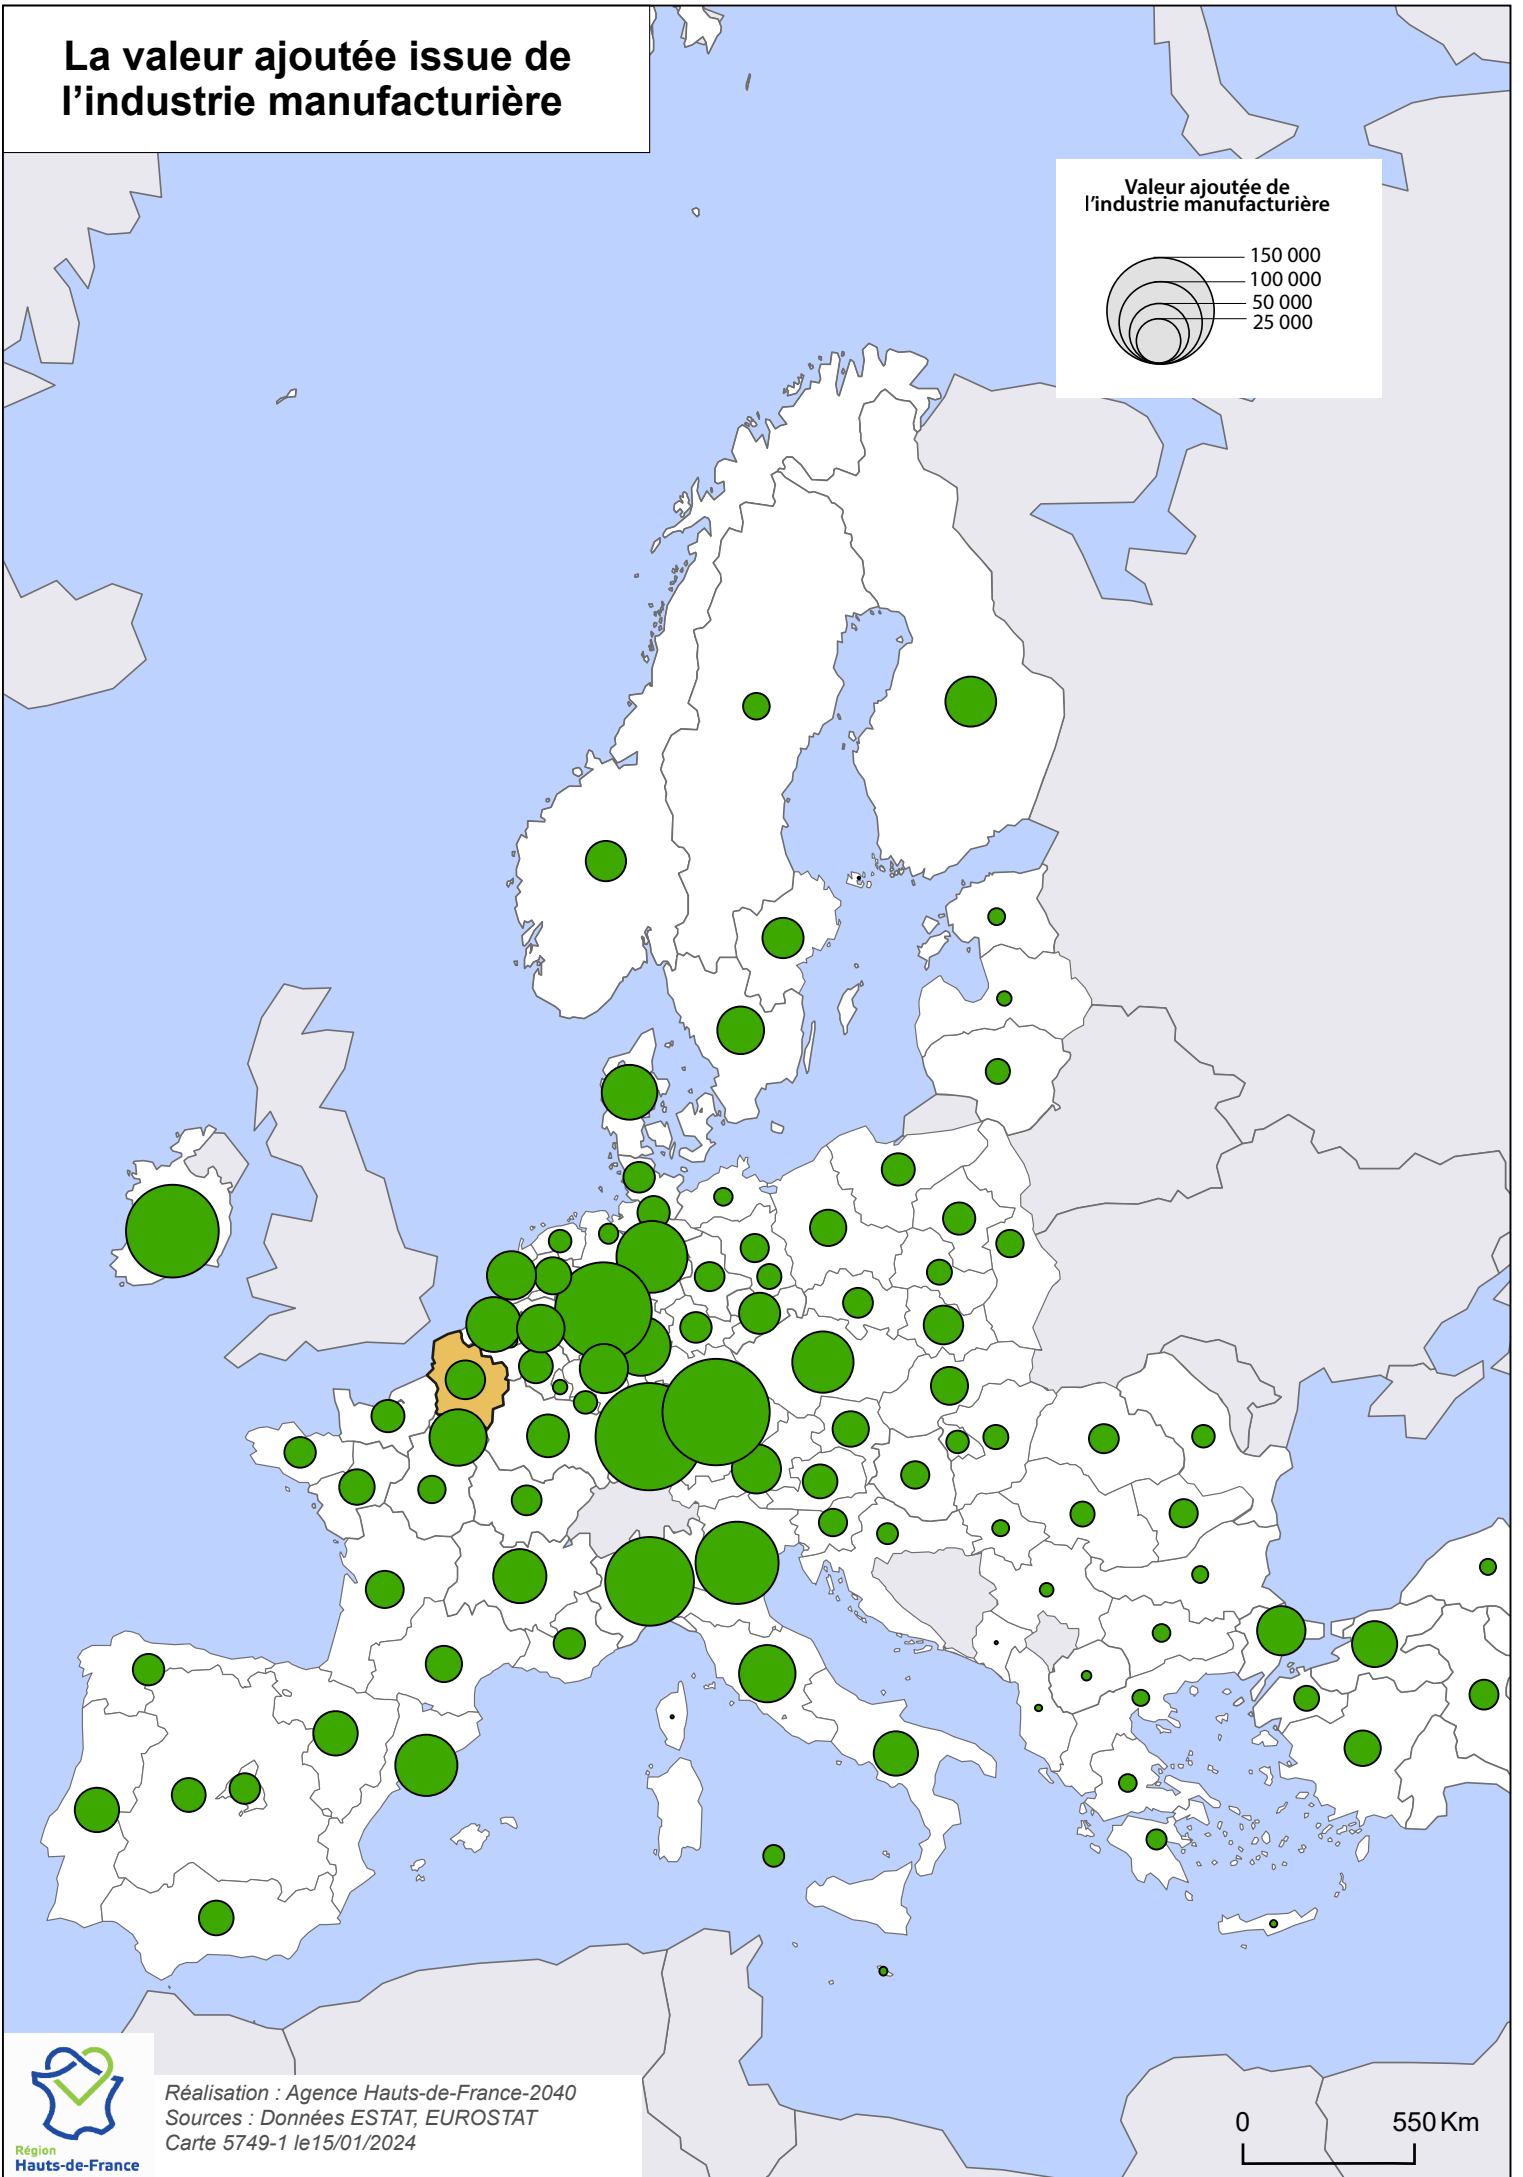 La valeur ajoutée issue de
l'industrie manufacturière
Valeur ajoutée de
l'industrie manufacturière
150 000
100 000
50 000
25 000
Réalisation : Agence Hauts-de-France-2040
Sources : Données ESTAT, EUROSTAT
Carte 5749-1 le15/01/2024
Région
Hauts-de-France
0 550 Km